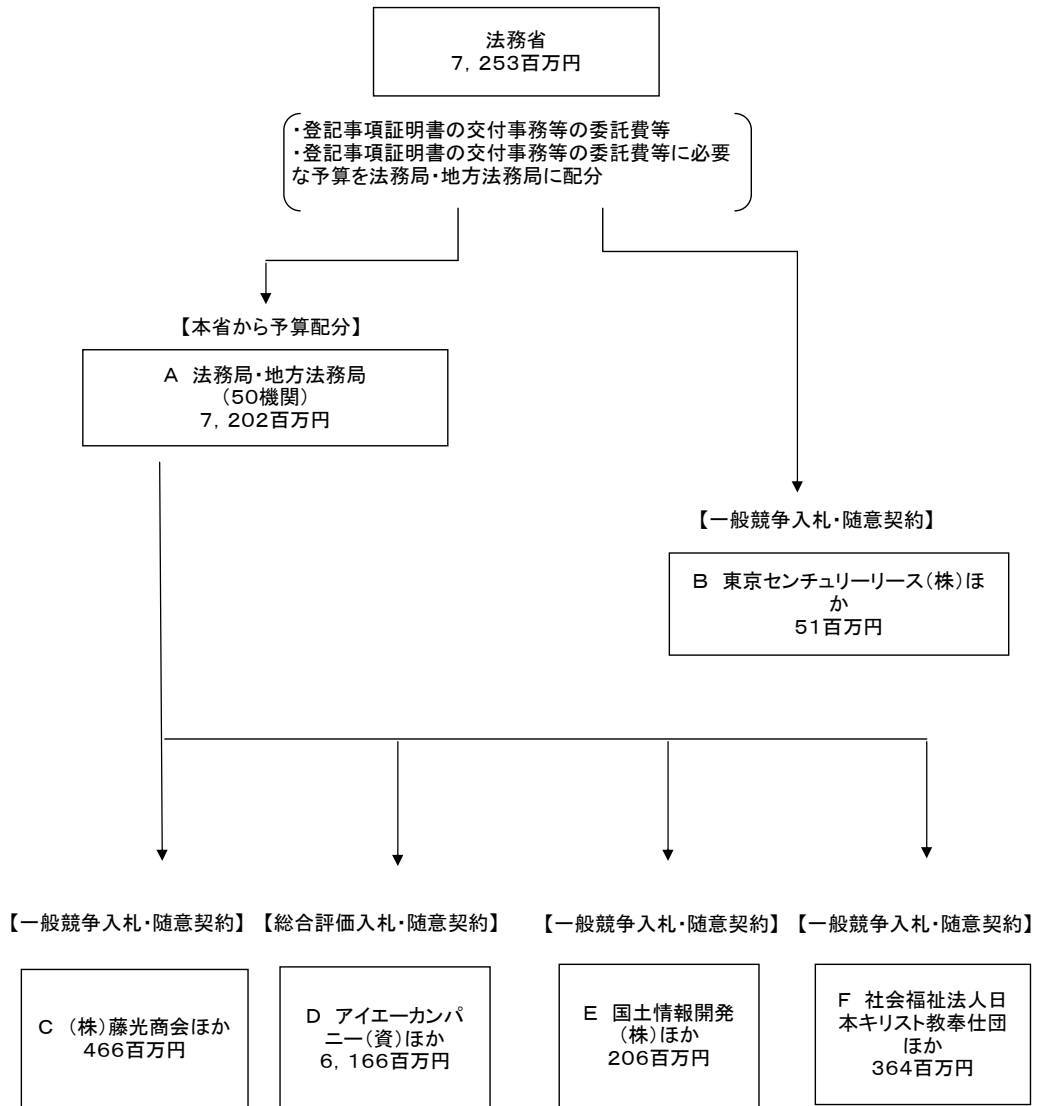 法務省
7,253百万円
・登記事項証明書の交付事務等の委託費等
・登記事項証明書の交付事務等の委託費等に必要
な予算を法務局・地方法務局に配分
【本省から予算配分】
A 法務局・地方法務局
(50機関)
7,202百万円
【一般競争入札・随意契約】
B 東京センチュリーリース(株)ほ
か
51百万円
【一般競争入札・随意契約】
C (株)藤光商会ほか
466百万円
【総合評価入札・随意契約】
D アイエーカンパ
ニー(資)ほか
6,166百万円
【一般競争入札・随意契約】
E 国土情報開発
(株)ほか
206百万円
【一般競争入札・随意契約】
F 社会福祉法人日
本キリスト教奉仕団
ほか
364百万円